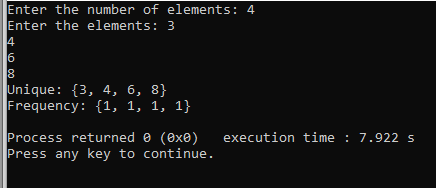 Enter the number of elements: 4
Enter the elements: 3
4
6
8
Unique: {3, 4, 6, 8}
Frequency: {1, 1, 1, 1}
Process returned 0 (0x0)   execution time : 7.922 s
Press any key to continue.